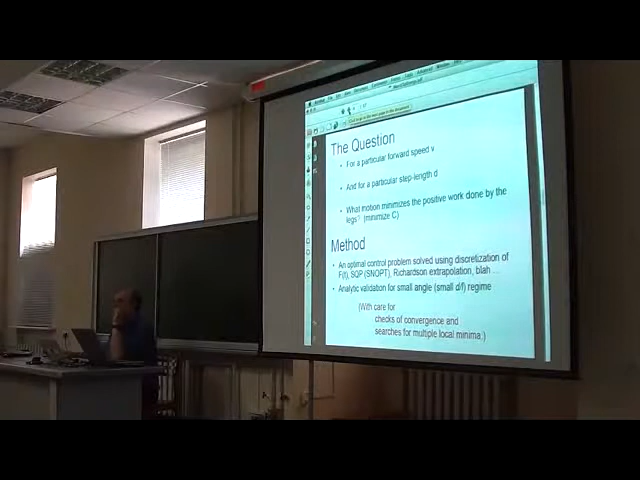 The Question
• For a particular forward speed v
• And for a particular step-length d
• What motion minimizes the positive work done by the
legs? (minimize C)
Method
• An optimal control problem solved using discretization of
F(t), SQP (SNOPT), Richardson extrapolation, blah ...
• Analytic validation for small angle (small d/l) regime
(With care for
checks of convergence and
searches for multiple local minima.)